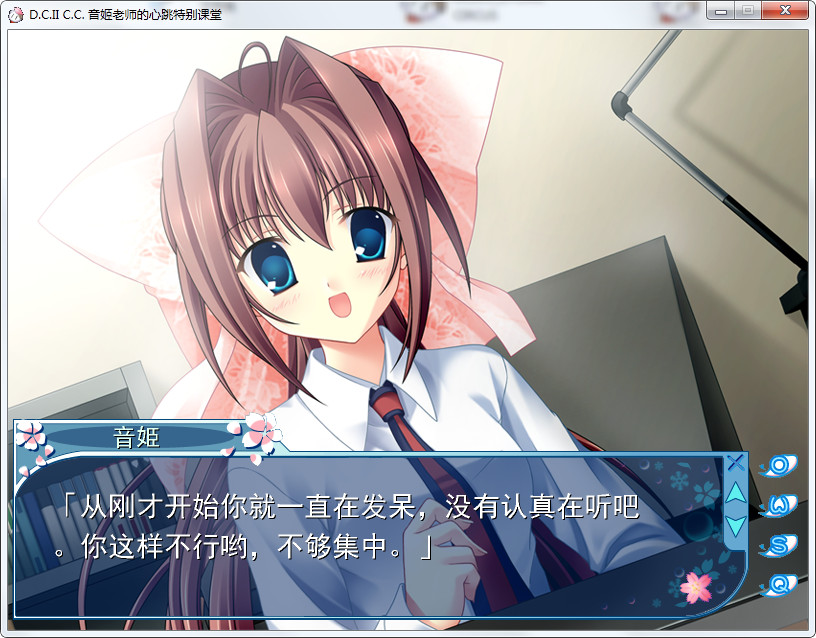 D.C.II C.C. 音姫老师的心跳特别课堂
音姫
「从刚才开始你就一直在发呆，没有认真在听吧
。你这样不行哟，不够集中。」
O
W
S
Q